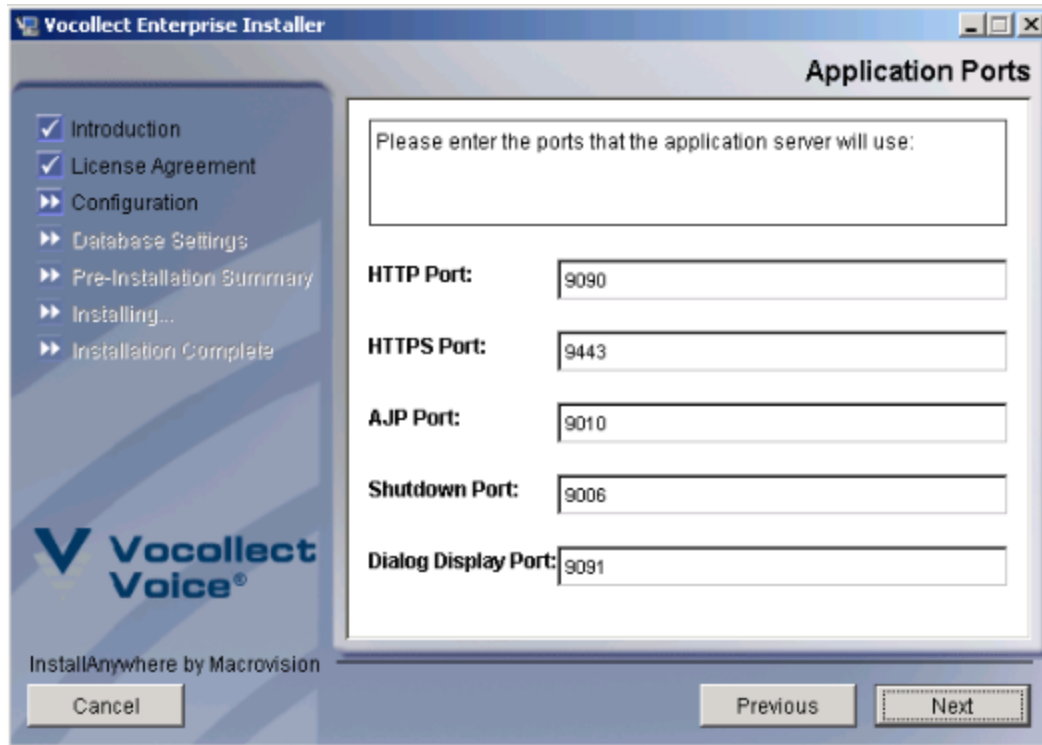 Vocollect Enterprise Installer
Application Ports
Introduction
License Agreement
Configuration
Database Settings
Pre-Installation Summary
Installing...
Installation Complete
Please enter the ports that the application server will use:
HTTP Port: 9090
HTTPS Port: 9443
AJP Port: 9010
Shutdown Port: 9006
Dialog Display Port: 9091
Vocollect
Voice®
InstallAnywhere by Macrovision
Cancel
Previous
Next